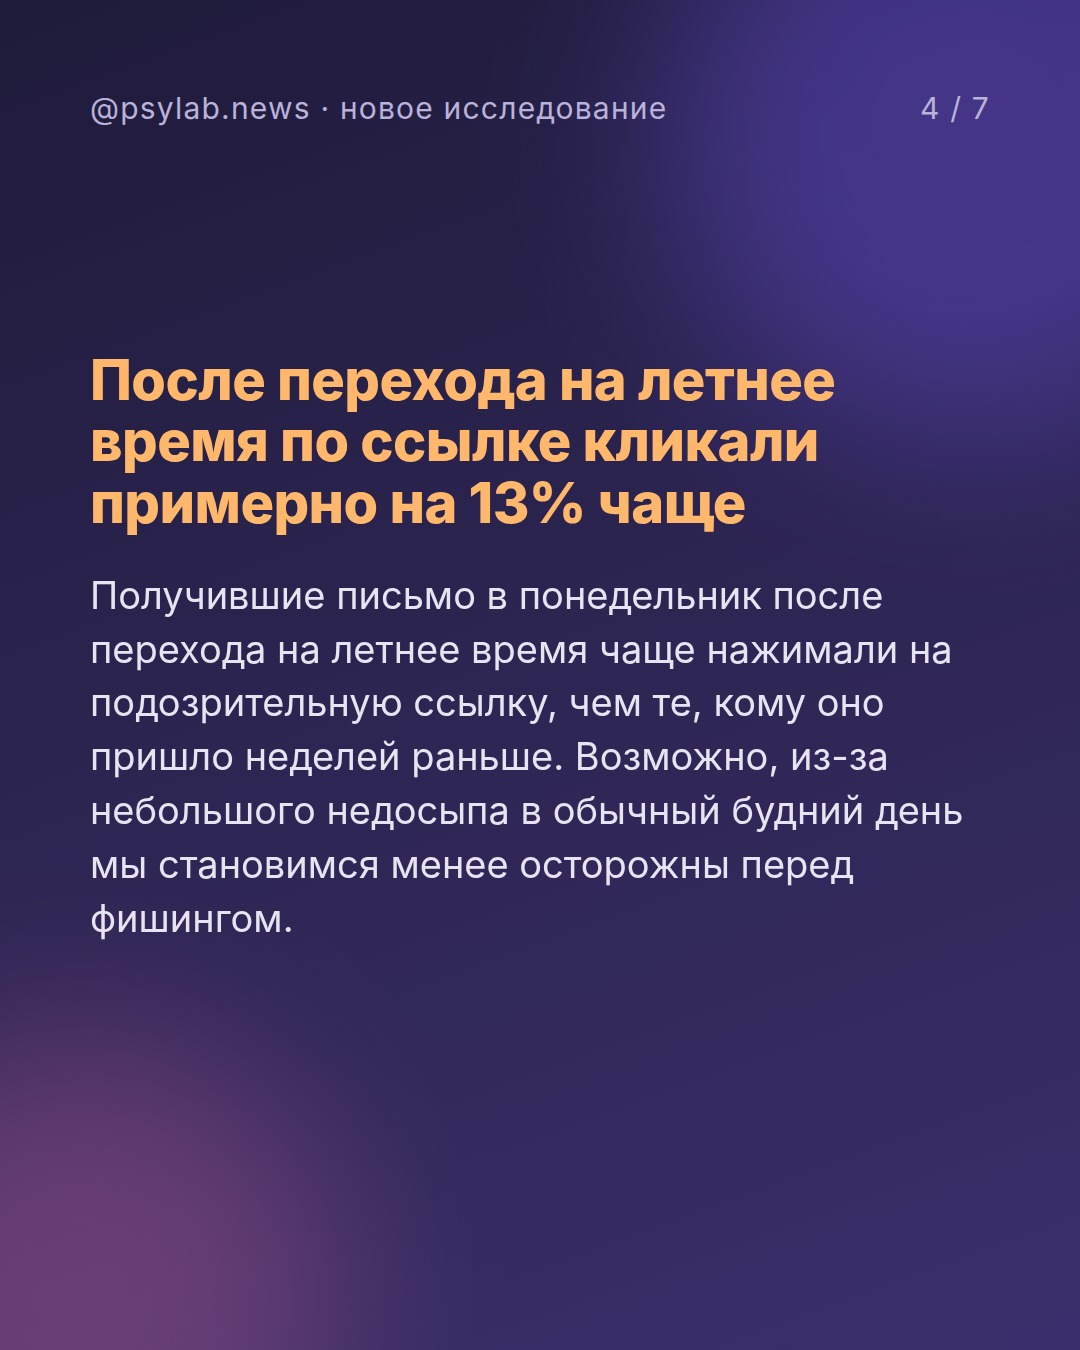 @psylab.news · новое исследование
4 / 7
После перехода на летнее
время по ссылке кликали
примерно на 13% чаще
Получившие письмо в понедельник после
перехода на летнее время чаще нажимали на
подозрительную ссылку, чем те, кому оно
пришло неделей раньше. Возможно, из-за
небольшого недосыпа в обычный будний день
мы становимся менее осторожны перед
фишингом.